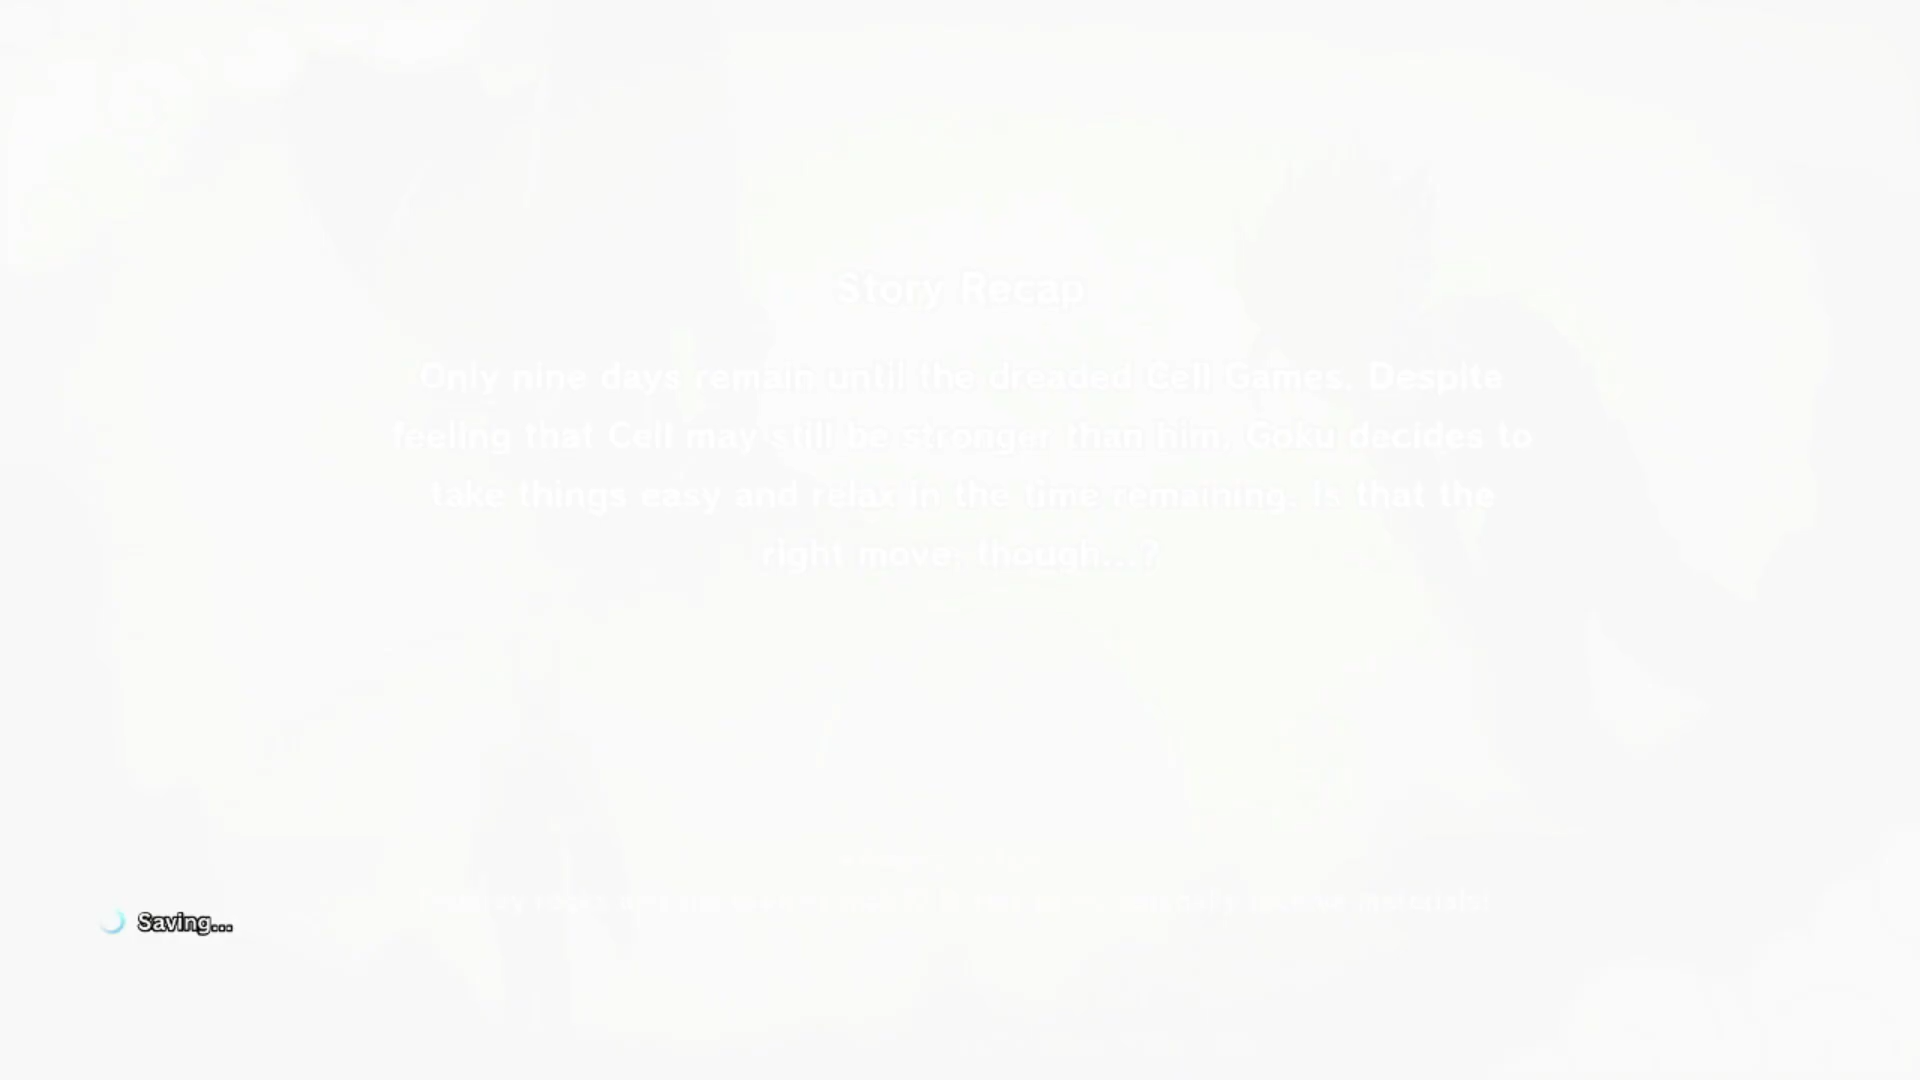 Story Recap
Only nine days remain until the dreaded Cell Games. Despite
feeling that Cell may still be stronger than him, Goku decides to
take things easy and relax in the time remaining. Is that the
right move, though...?
Saving...